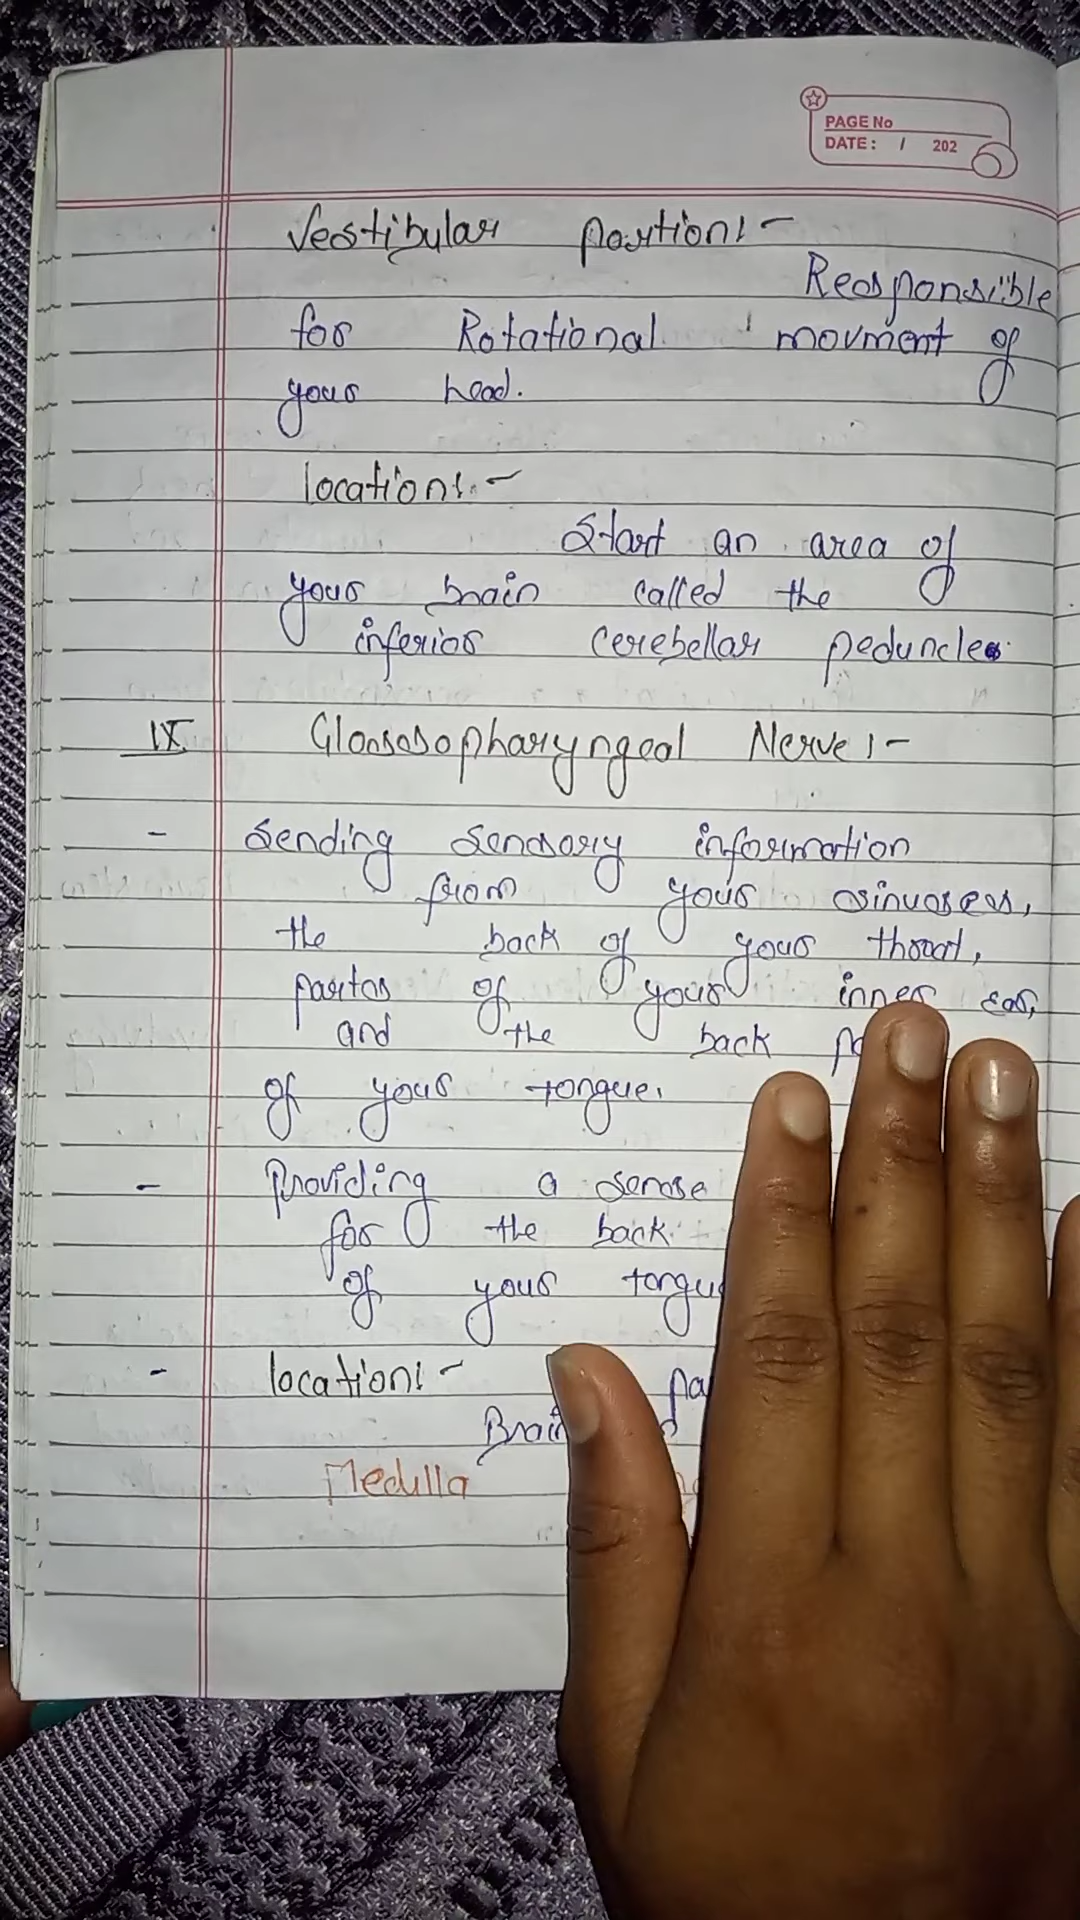 PAGE No
DATE: / 202
Vestibular portion:-
Responsible
for Rotational movment of
your head.
location:-
Start an area of
your brain called the
inferior cerebellar peduncle.
IX Glossopharyngeal Nerve:-
- Sending sensory information
from your sinuses,
the back of your throat,
parts of your inner ear,
and the back
of your tongue.
- Providing a sense
for the back
of your
- location:-
Medulla